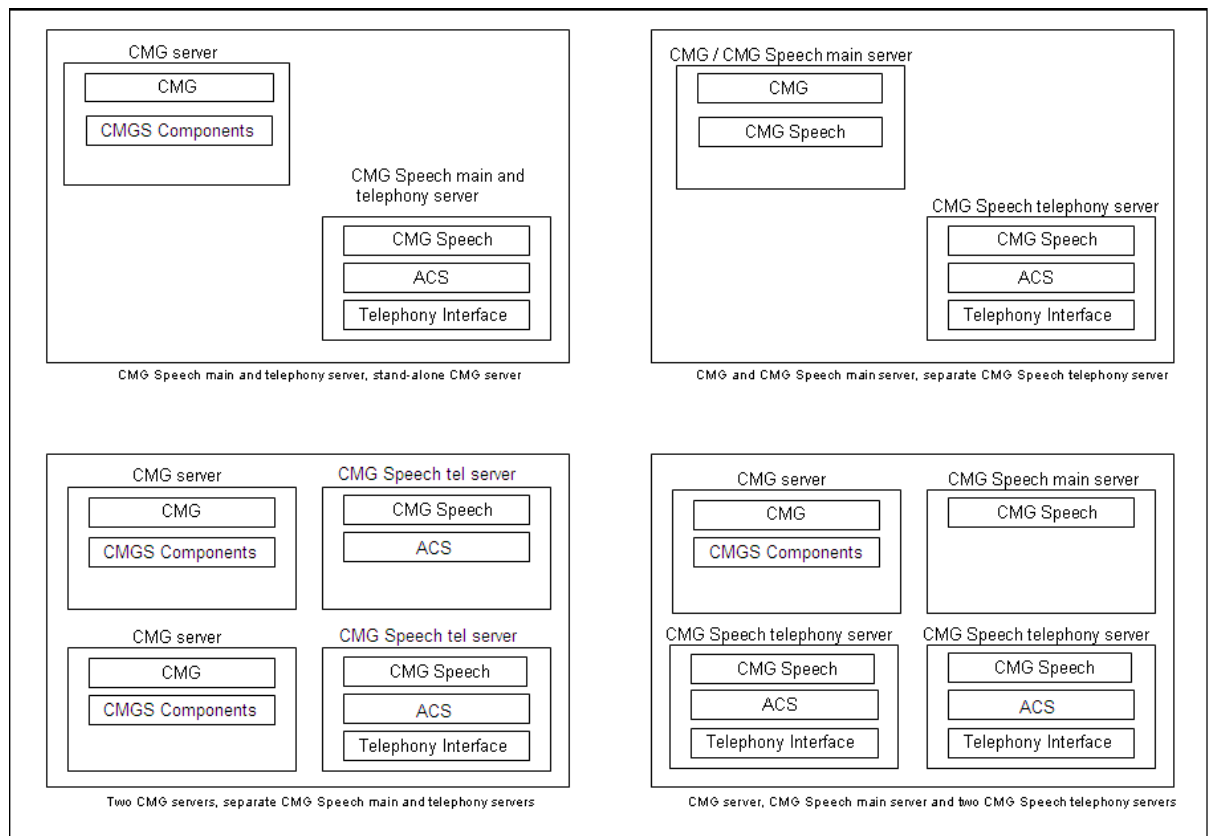 CMG server
CMG
CMGS Components
CMG Speech main and
telephony server
CMG Speech
ACS
Telephony Interface
CMG Speech main and telephony server, stand-alone CMG server
CMG / CMG Speech main server
CMG
CMG Speech
CMG Speech telephony server
CMG Speech
ACS
Telephony Interface
CMG and CMG Speech main server, separate CMG Speech telephony server
CMG server
CMG
CMGS Components
CMG Speech tel server
CMG Speech
ACS
CMG server
CMG
CMGS Components
CMG Speech tel server
CMG Speech
ACS
Telephony Interface
Two CMG servers, separate CMG Speech main and telephony servers
CMG server
CMG
CMGS Components
CMG Speech main server
CMG Speech
CMG Speech telephony server
CMG Speech
ACS
Telephony Interface
CMG Speech telephony server
CMG Speech
ACS
Telephony Interface
CMG server, CMG Speech main server and two CMG Speech telephony servers